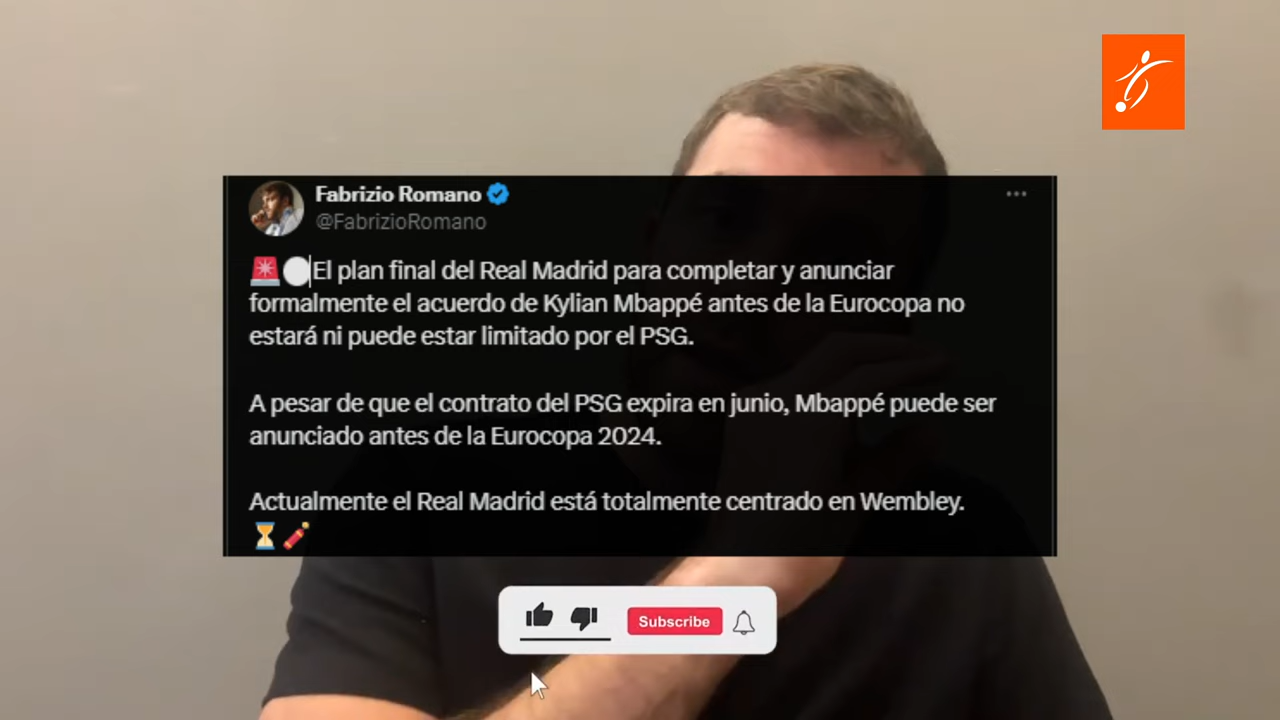 Fabrizio Romano
@FabrizioRomano
🚨⚪El plan final del Real Madrid para completar y anunciar
formalmente el acuerdo de Kylian Mbappé antes de la Eurocopa no
estará ni puede estar limitado por el PSG.
A pesar de que el contrato del PSG expira en junio, Mbappé puede ser
anunciado antes de la Eurocopa 2024.
Actualmente el Real Madrid está totalmente centrado en Wembley.
⏳🧨
Subscribe